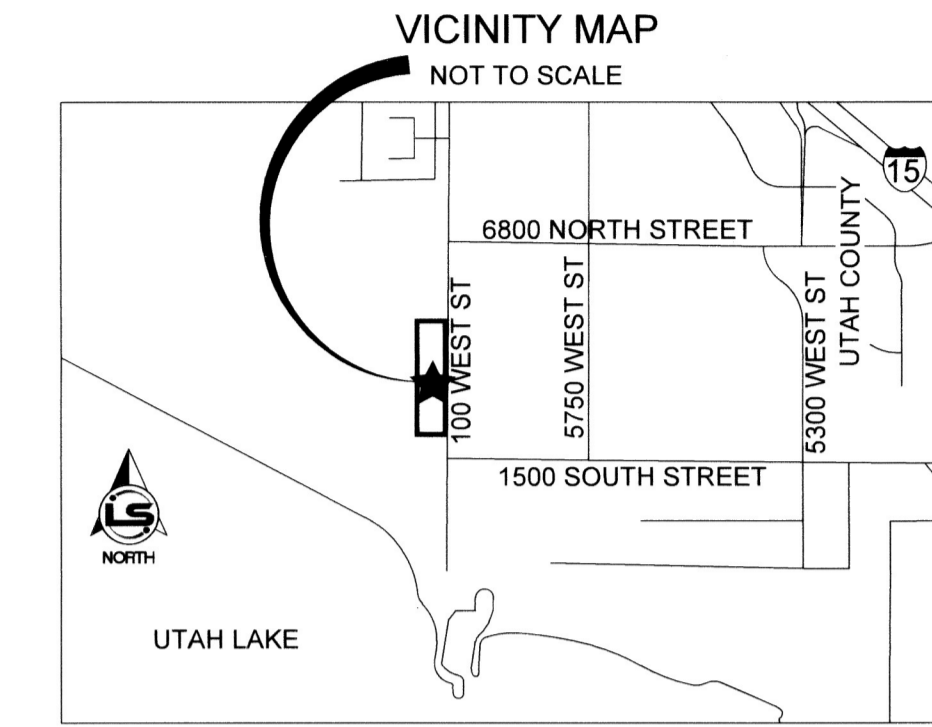 VICINITY MAP
NOT TO SCALE
15
6800 NORTH STREET
UTAH COUNTY
100 WEST ST
5750 WEST ST
5300 WEST ST
1500 SOUTH STREET
LS
NORTH
UTAH LAKE